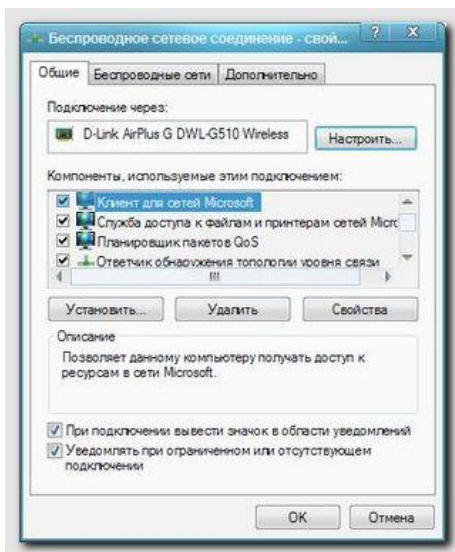 Беспроводное сетевое соединение - свой...
Общие Беспроводные сети Дополнительно
Подключение через:
D-Link AirPlus G DWL-G510 Wireless Настроить...
Компоненты, используемые этим подключением:
Клиент для сетей Microsoft
Служба доступа к файлам и принтерам сетей Micro
Планировщик пакетов QoS
Ответчик обнаружения топологии уровня связи
Установить... Удалить Свойства
Описание
Позволяет данному компьютеру получать доступ к
ресурсам в сети Microsoft.
При подключении вывести значок в области уведомлений
Уведомлять при ограниченном или отсутствующем
подключении
OK Отмена